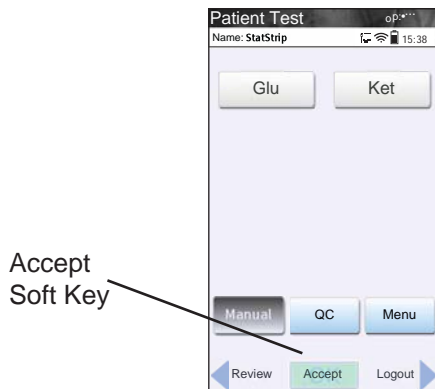 Patient Test
Name: StatStrip 15:38
Glu Ket
Accept
Soft Key
Manual QC Menu
Review Accept Logout